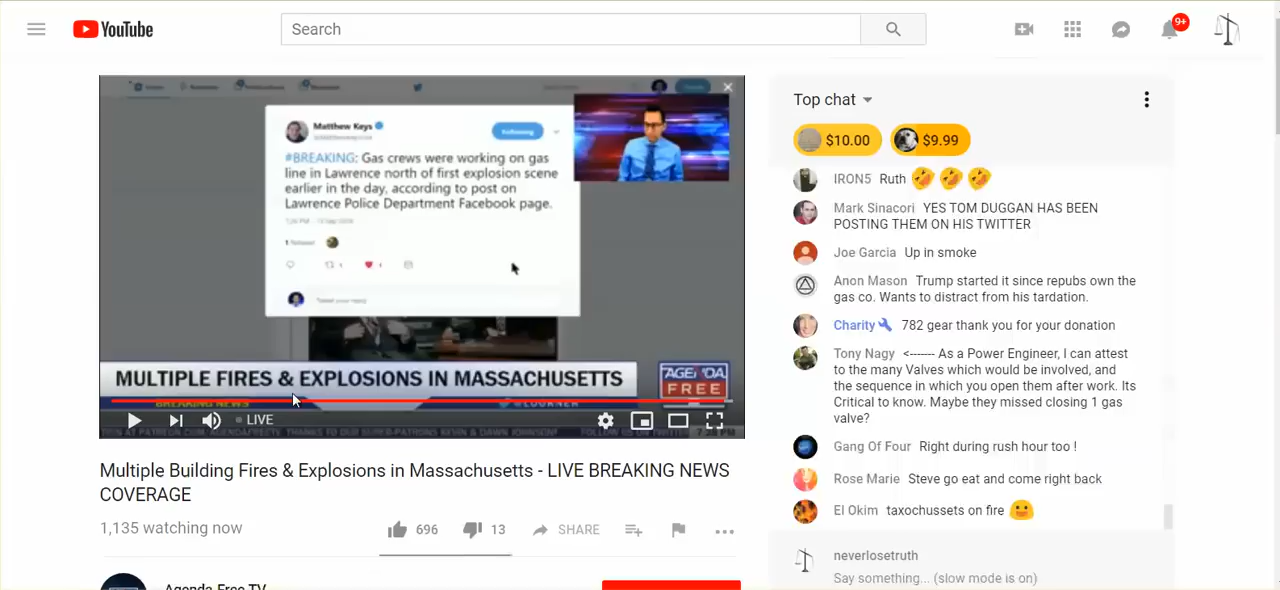 YouTube
Search
9+
Matthew Keys
Following
#BREAKING: Gas crews were working on gas
line in Lawrence north of first explosion scene
earlier in the day, according to post on
Lawrence Police Department Facebook page.
Tweet your reply
MULTIPLE FIRES & EXPLOSIONS IN MASSACHUSETTS
AGENDA
FREE
BREAKING NEWS
LIVE
Multiple Building Fires & Explosions in Massachusetts - LIVE BREAKING NEWS
COVERAGE
1,135 watching now
696
13
SHARE
Agenda Free TV
Top chat
$10.00
$9.99
IRON5 Ruth 🤣 🤣 🤣
Mark Sinacori YES TOM DUGGAN HAS BEEN
POSTING THEM ON HIS TWITTER
Joe Garcia Up in smoke
Anon Mason Trump started it since repubs own the
gas co. Wants to distract from his tardation.
Charity 782 gear thank you for your donation
Tony Nagy <------- As a Power Engineer, I can attest
to the many Valves which would be involved, and
the sequence in which you open them after work. Its
Critical to know. Maybe they missed closing 1 gas
valve?
Gang Of Four Right during rush hour too !
Rose Marie Steve go eat and come right back
El Okim taxochussets on fire 😛
neverlosetruth
Say something... (slow mode is on)